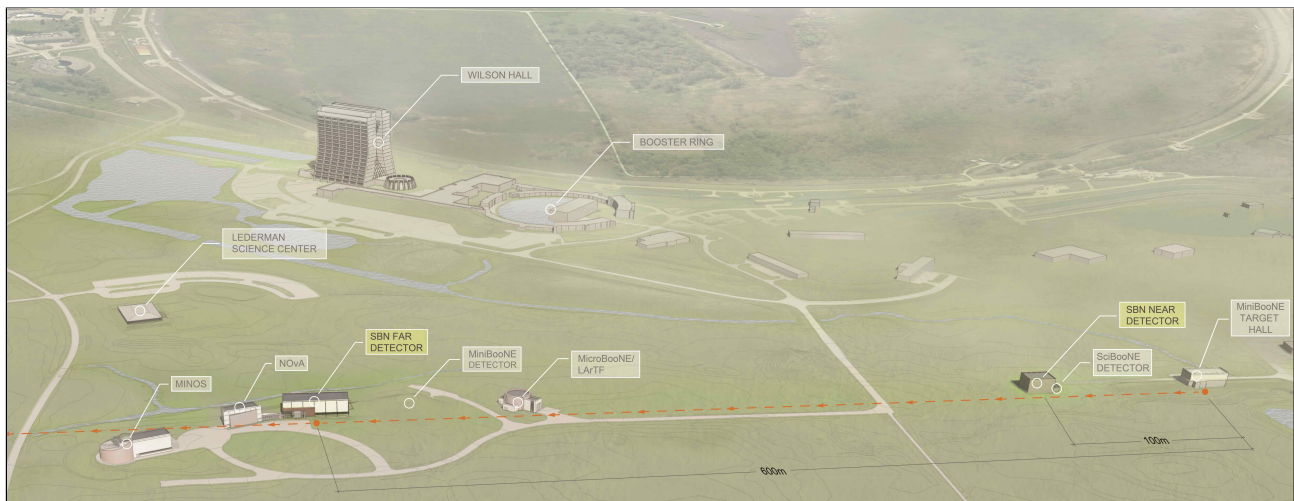 WILSON HALL
BOOSTER RING
LEDERMAN
SCIENCE CENTER
SBN FAR
DETECTOR
MiniBooNE
DETECTOR
MicroBooNE/
LArTF
NOvA
MINOS
SBN NEAR
DETECTOR
MiniBooNE
TARGET
HALL
SciBooNE
DETECTOR
100m
600m